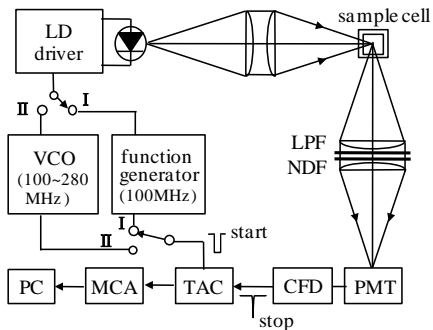 LD
driver
sample cell
II
I
LPF
NDF
VCO
(100~280
MHz)
function
generator
(100MHz)
I
II
start
PC
MCA
TAC
CFD
PMT
stop